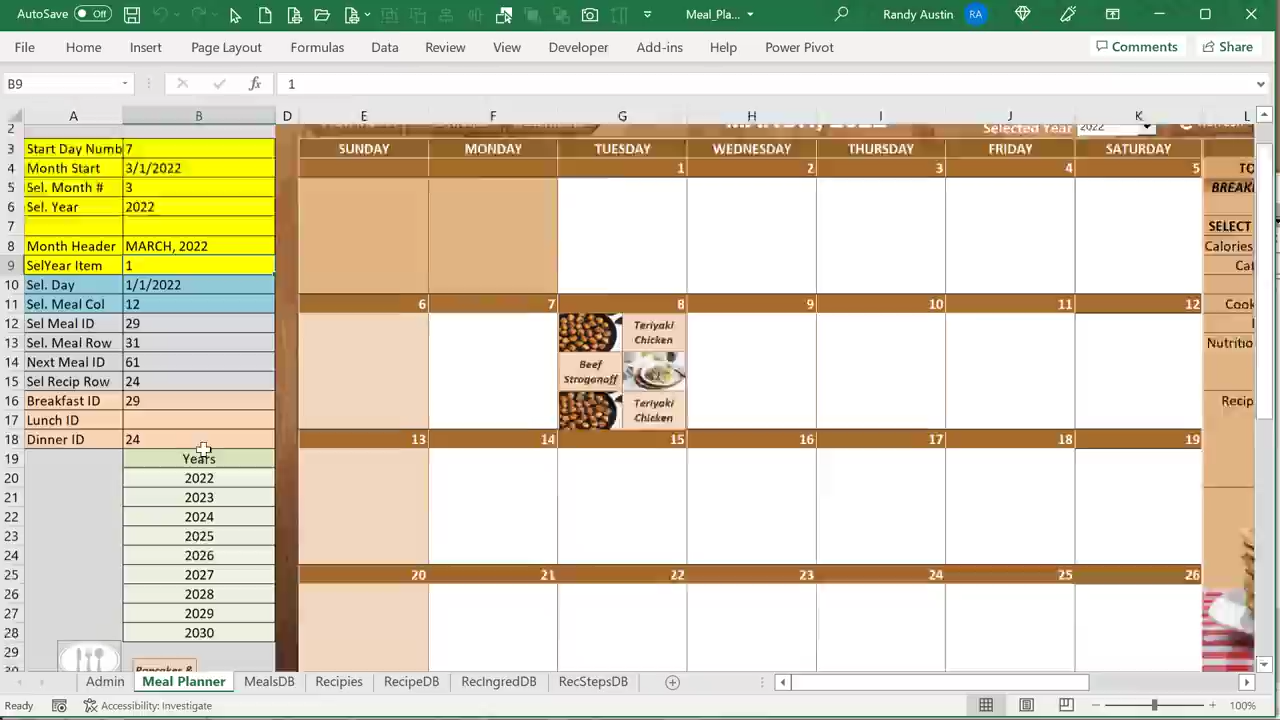 AutoSave Off Meal_Pla... Randy Austin RA
File Home Insert Page Layout Formulas Data Review View Developer Add-ins Help Power Pivot Comments Share
B9 fx 1
A B D E F G H I J K L
2 MARCH, 2022 Selected Year 2022
3 Start Day Numb 7 SUNDAY MONDAY TUESDAY WEDNESDAY THURSDAY FRIDAY SATURDAY
4 Month Start 3/1/2022 1 2 3 4 5 TO
5 Sel. Month # 3 BREAKF
6 Sel. Year 2022
7 SELECT
8 Month Header MARCH, 2022 Calories
9 SelYear Item 1 Cat
10 Sel. Day 1/1/2022
11 Sel. Meal Col 12 6 7 8 9 10 11 12 Cook
12 Sel Meal ID 29 Teriyaki Chicken
13 Sel. Meal Row 31 Nutritio
14 Next Meal ID 61 Beef Stroganoff
15 Sel Recip Row 24
16 Breakfast ID 29 Teriyaki Chicken Recip
17 Lunch ID
18 Dinner ID 24 13 14 15 16 17 18 19
19 Years
20 2022
21 2023
22 2024
23 2025
24 2026
25 2027 20 21 22 23 24 25 26
26 2028
27 2029
28 2030
29
30 Pancakes &
Admin Meal Planner MealsDB Recipies RecipeDB RecIngredDB RecStepsDB
Ready Accessibility: Investigate 100%